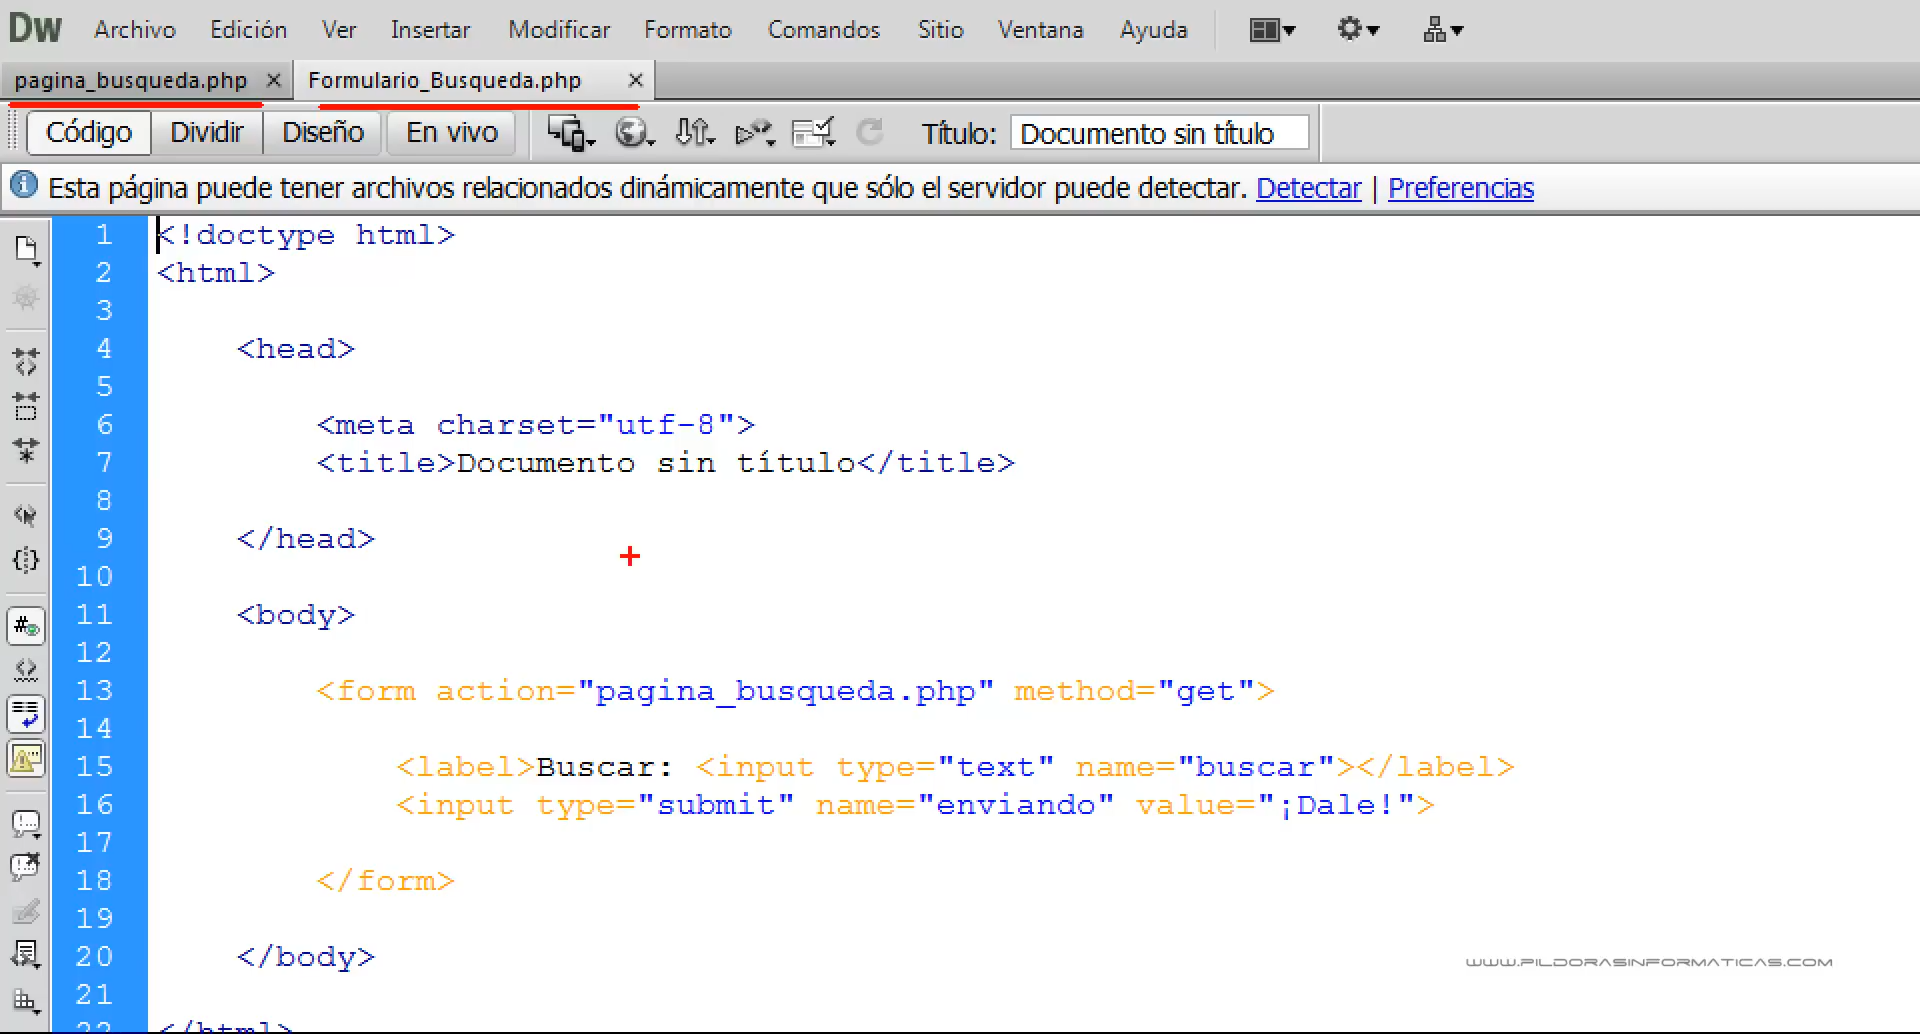 Dw Archivo Edición Ver Insertar Modificar Formato Comandos Sitio Ventana Ayuda
pagina_busqueda.php × Formulario_Busqueda.php ×
Código Dividir Diseño En vivo Título: Documento sin título
Esta página puede tener archivos relacionados dinámicamente que sólo el servidor puede detectar. Detectar | Preferencias
1 <!doctype html>
2 <html>
3
4 <head>
5
6 <meta charset="utf-8">
7 <title>Documento sin título</title>
8
9 </head>
10
11 <body>
12
13 <form action="pagina_busqueda.php" method="get">
14
15 <label>Buscar: <input type="text" name="buscar"></label>
16 <input type="submit" name="enviando" value="¡Dale!">
17
18 </form>
19
20 </body>
21
22 </html>
WWW.PILDORASINFORMATICAS.COM